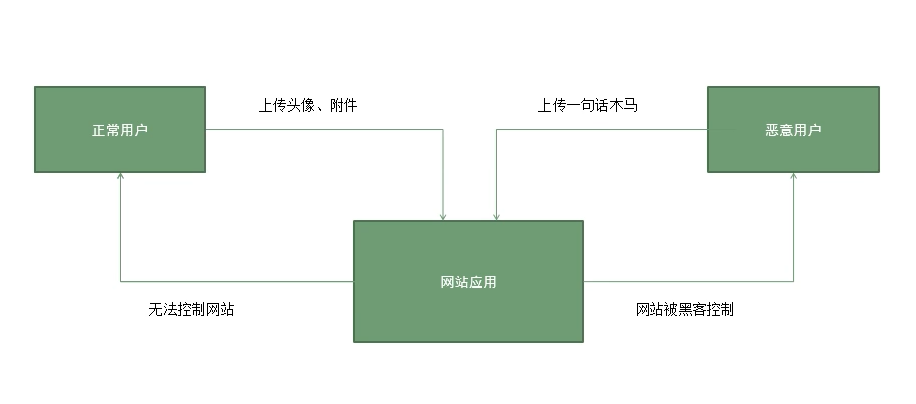 上传头像、附件
上传一句话木马
正常用户
恶意用户
网站应用
无法控制网站
网站被黑客控制